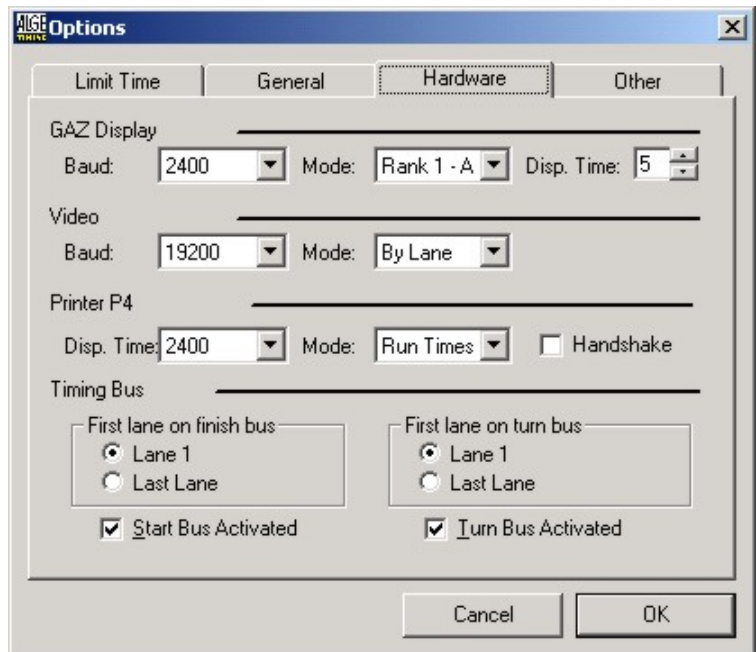 ALGE TIMING Options
Limit Time General Hardware Other
GAZ Display
Baud: 2400 Mode: Rank 1 - A Disp. Time: 5
Video
Baud: 19200 Mode: By Lane
Printer P4
Disp. Time: 2400 Mode: Run Times Handshake
Timing Bus
First lane on finish bus First lane on turn bus
Lane 1 Lane 1
Last Lane Last Lane
Start Bus Activated Turn Bus Activated
Cancel OK